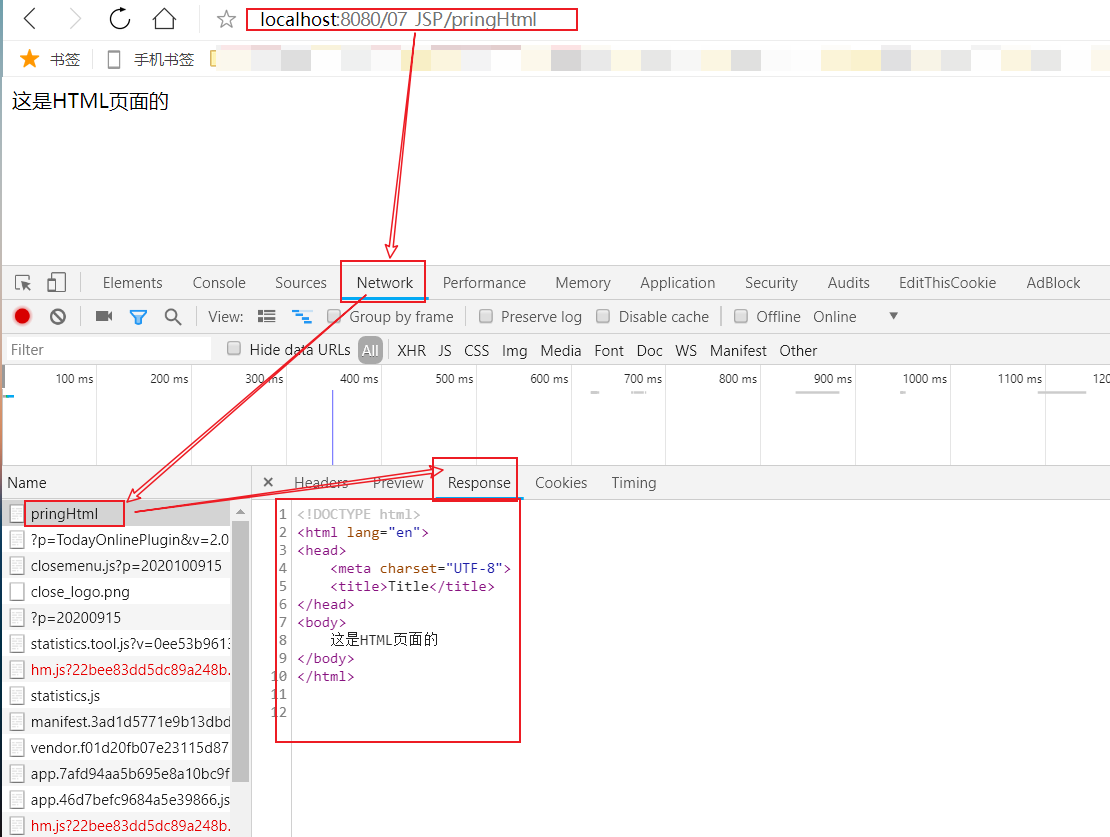 localhost:8080/07_JSP/pringHtml
书签 手机书签
这是HTML页面的
Elements Console Sources Network Performance Memory Application Security Audits EditThisCookie AdBlock
View: Group by frame Preserve log Disable cache Offline Online
Filter Hide data URLs All XHR JS CSS Img Media Font Doc WS Manifest Other
100 ms 200 ms 300 ms 400 ms 500 ms 600 ms 700 ms 800 ms 900 ms 1000 ms 1100 ms 120
Name
pringHtml
?p=TodayOnlinePlugin&v=2.0
closemenu.js?p=2020100915
close_logo.png
?p=20200915
statistics.tool.js?v=0ee53b9613
hm.js?22bee83dd5dc89a248b.
statistics.js
manifest.3ad1d5771e9b13dbd
vendor.f01d20fb07e23115d87
app.7afd94aa5b695e8a10bc9f
app.46d7befc9684a5e39866.js
hm.js?22bee83dd5dc89a248b.
Headers Preview Response Cookies Timing
1 <!DOCTYPE html>
2 <html lang="en">
3 <head>
4 <meta charset="UTF-8">
5 <title>Title</title>
6 </head>
7 <body>
8 这是HTML页面的
9 </body>
10 </html>
11
12